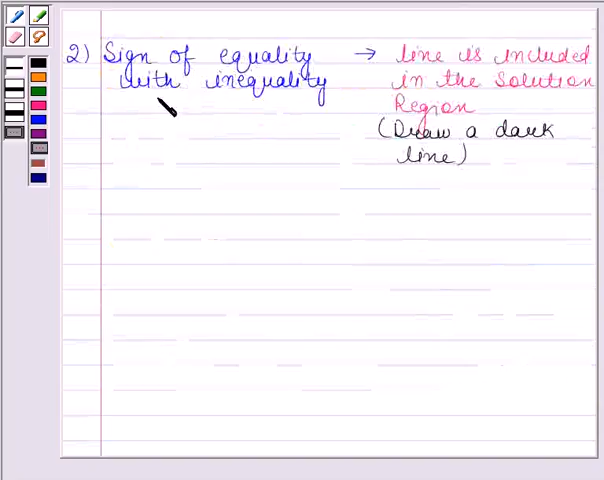 2) Sign of equality → line is included
with inequality in the Solution
Region
(Draw a dark
line)